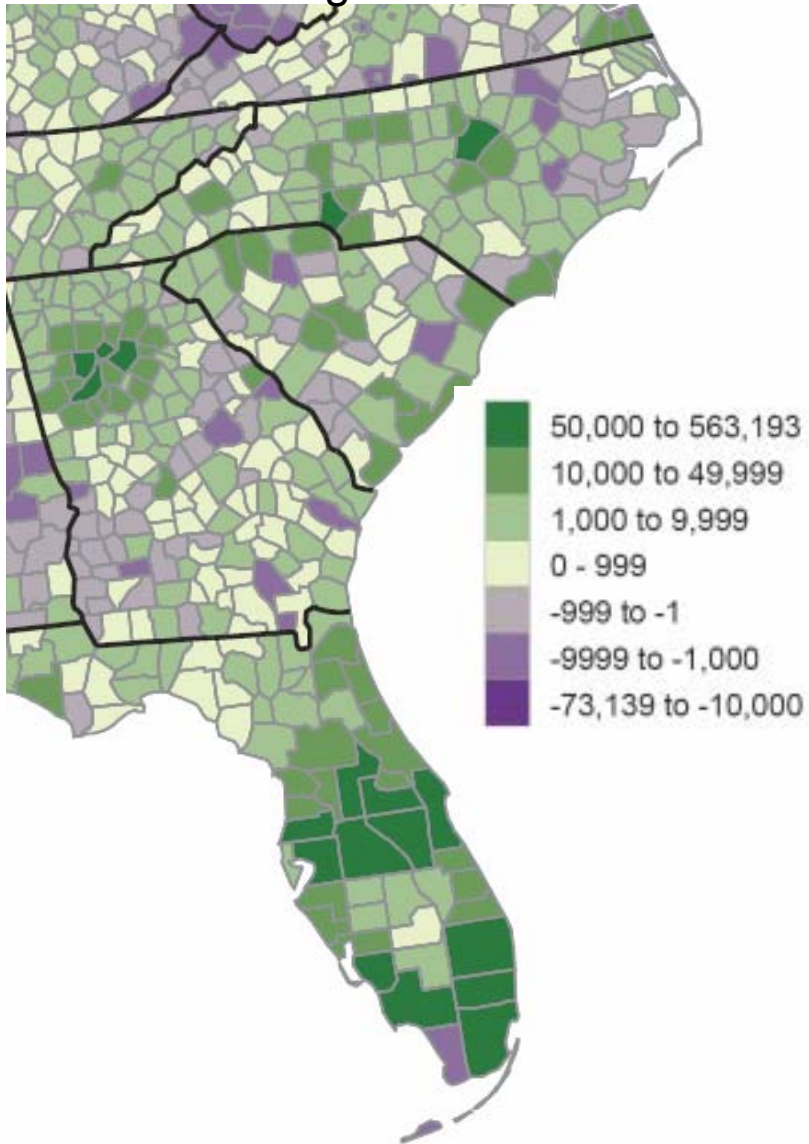 50,000 to 563,193
10,000 to 49,999
1,000 to 9,999
0 - 999
-999 to -1
-9999 to -1,000
-73,139 to -10,000